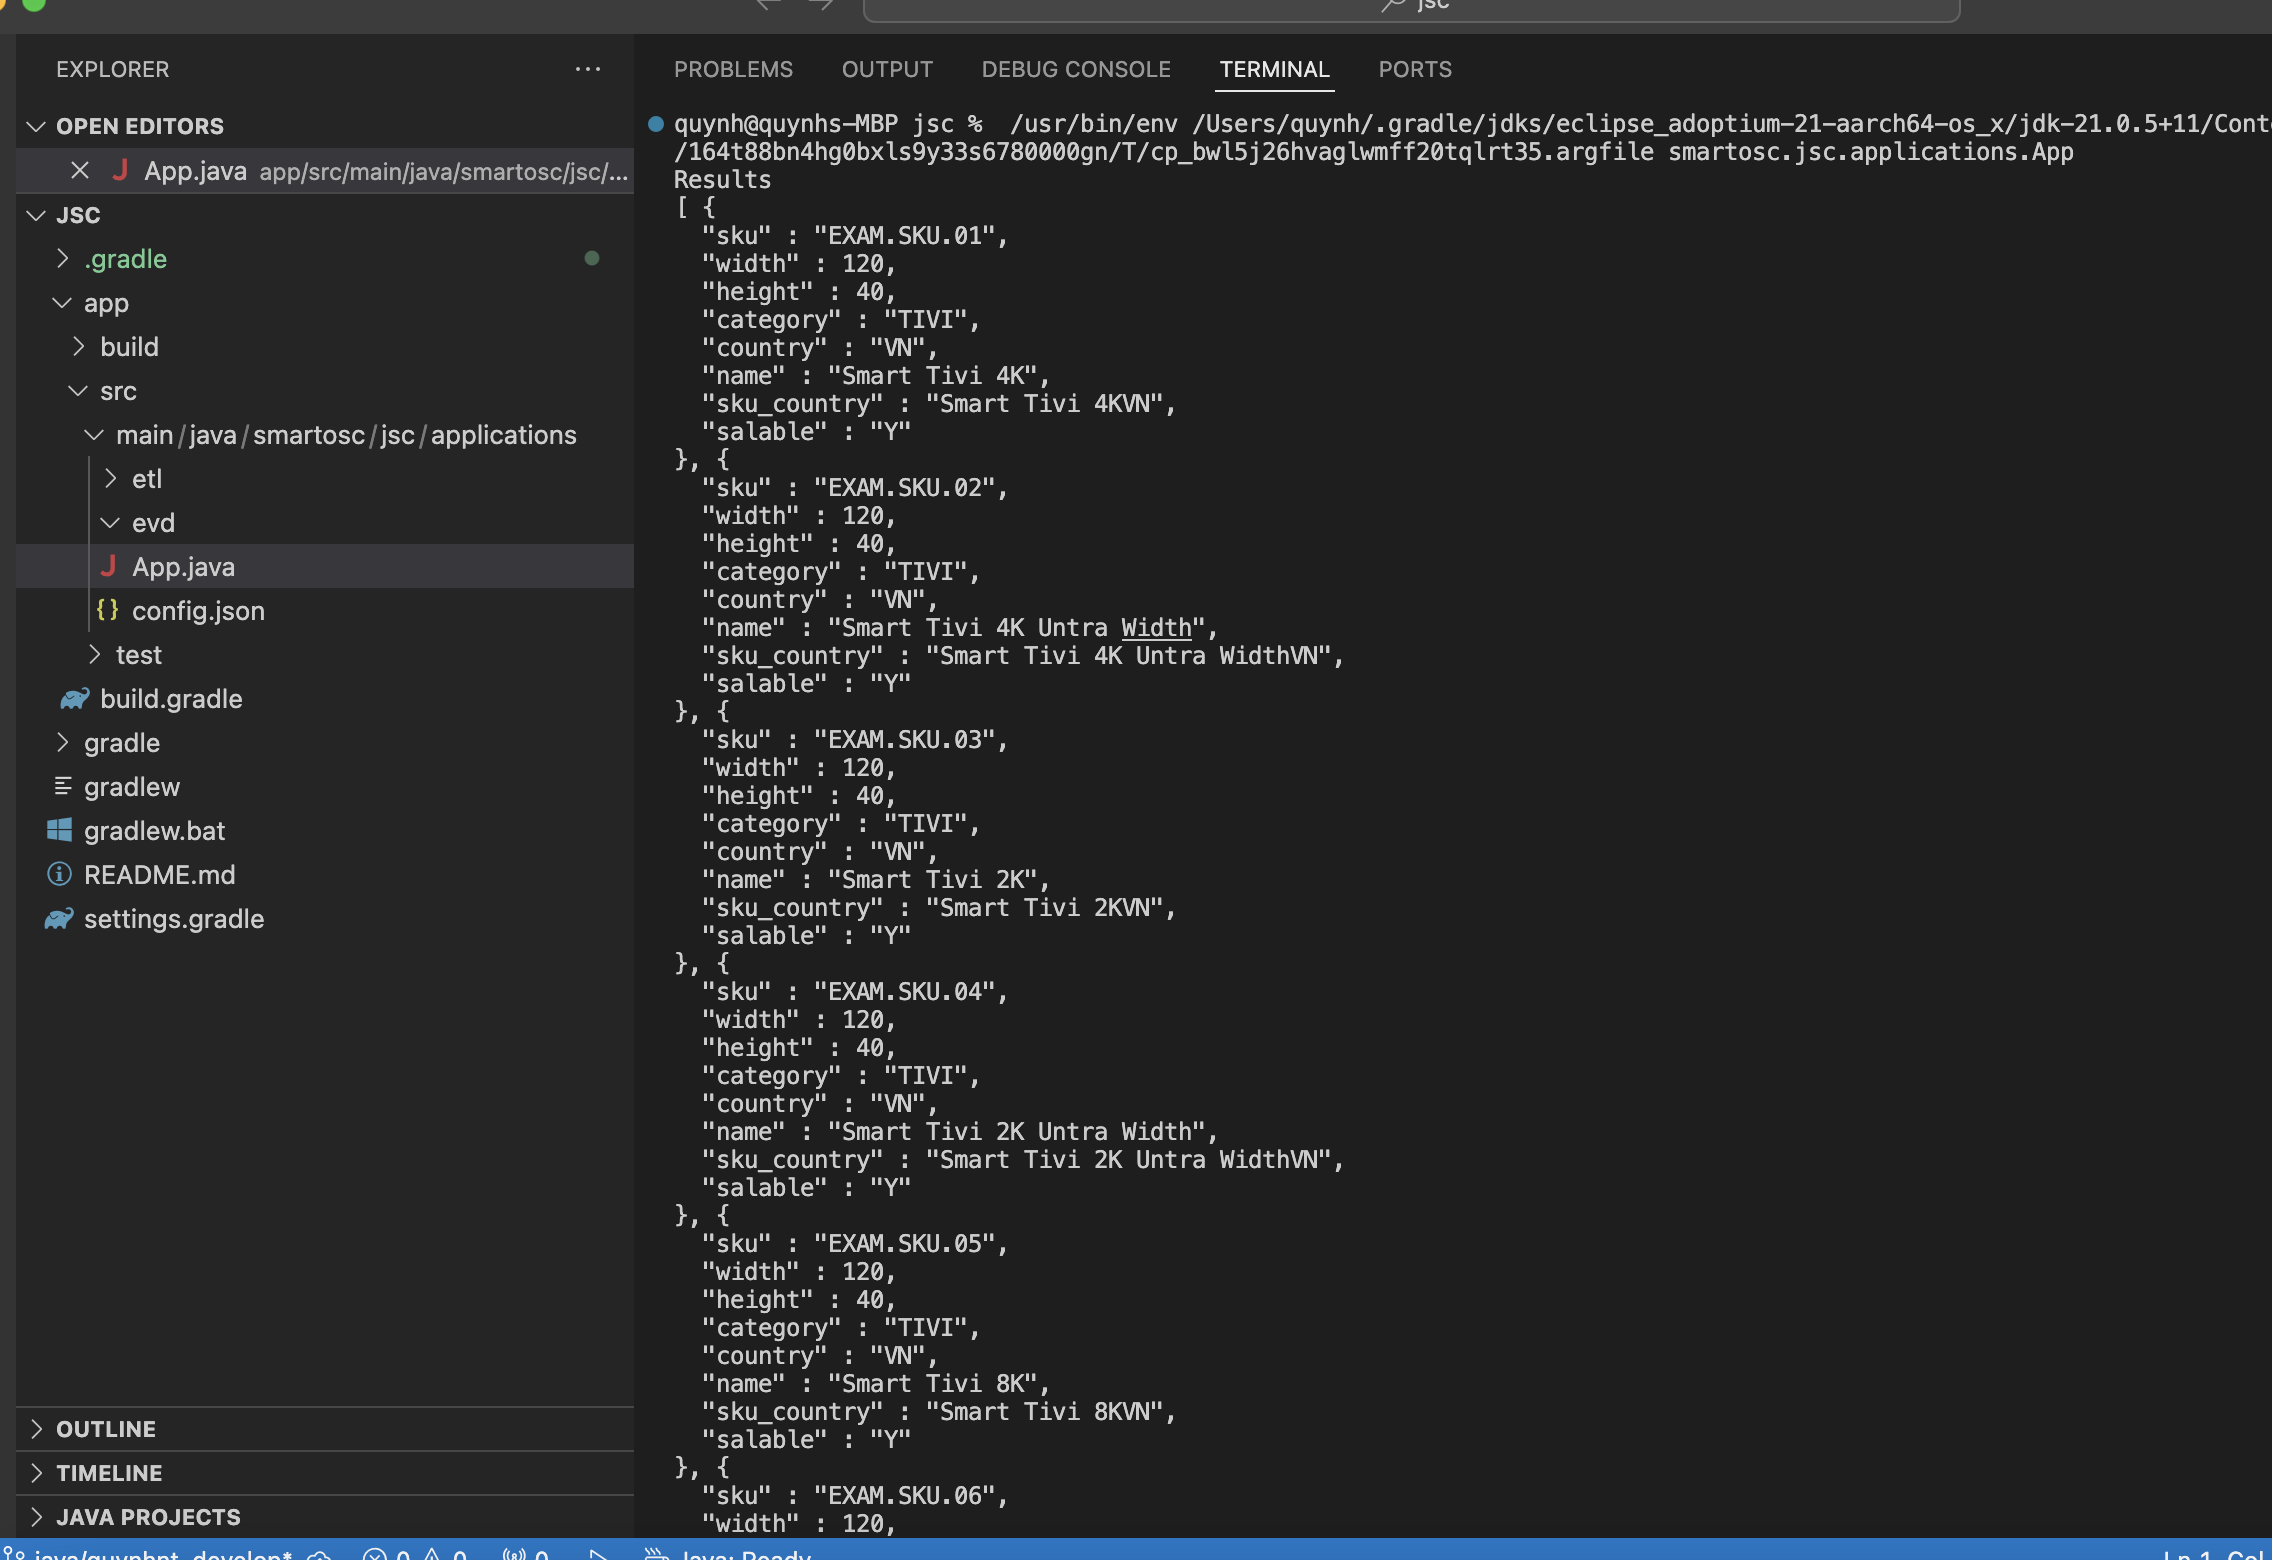 jsc
EXPLORER
OPEN EDITORS
App.java app/src/main/java/smartosc/jsc/...
JSC
.gradle
app
build
src
main/java/smartosc/jsc/applications
etl
evd
App.java
config.json
test
build.gradle
gradle
gradlew
gradlew.bat
README.md
settings.gradle
OUTLINE
TIMELINE
JAVA PROJECTS
PROBLEMS OUTPUT DEBUG CONSOLE TERMINAL PORTS
quynh@quynhs-MBP jsc % /usr/bin/env /Users/quynh/.gradle/jdks/eclipse_adoptium-21-aarch64-os_x/jdk-21.0.5+11/Conte
/164t88bn4hg0bxls9y33s6780000gn/T/cp_bwl5j26hvaglwmff20tqlrt35.argfile smartosc.jsc.applications.App
Results
[ {
"sku" : "EXAM.SKU.01",
"width" : 120,
"height" : 40,
"category" : "TIVI",
"country" : "VN",
"name" : "Smart Tivi 4K",
"sku_country" : "Smart Tivi 4KVN",
"salable" : "Y"
}, {
"sku" : "EXAM.SKU.02",
"width" : 120,
"height" : 40,
"category" : "TIVI",
"country" : "VN",
"name" : "Smart Tivi 4K Untra Width",
"sku_country" : "Smart Tivi 4K Untra WidthVN",
"salable" : "Y"
}, {
"sku" : "EXAM.SKU.03",
"width" : 120,
"height" : 40,
"category" : "TIVI",
"country" : "VN",
"name" : "Smart Tivi 2K",
"sku_country" : "Smart Tivi 2KVN",
"salable" : "Y"
}, {
"sku" : "EXAM.SKU.04",
"width" : 120,
"height" : 40,
"category" : "TIVI",
"country" : "VN",
"name" : "Smart Tivi 2K Untra Width",
"sku_country" : "Smart Tivi 2K Untra WidthVN",
"salable" : "Y"
}, {
"sku" : "EXAM.SKU.05",
"width" : 120,
"height" : 40,
"category" : "TIVI",
"country" : "VN",
"name" : "Smart Tivi 8K",
"sku_country" : "Smart Tivi 8KVN",
"salable" : "Y"
}, {
"sku" : "EXAM.SKU.06",
"width" : 120,
java/quynhnt_develop* 0 0 0 Java: Ready Ln 1, Col